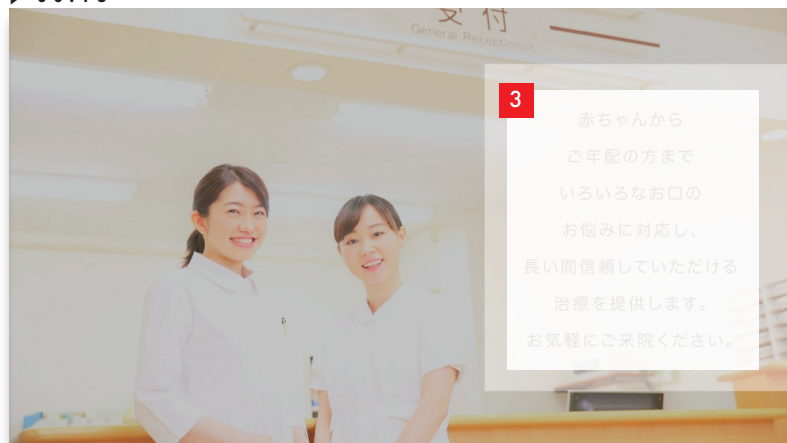 受付
General Receptionist
3
赤ちゃんから
ご年配の方まで
いろいろなお口の
お悩みに対応し、
長い間信頼していただける
治療を提供します。
お気軽にご来院ください。